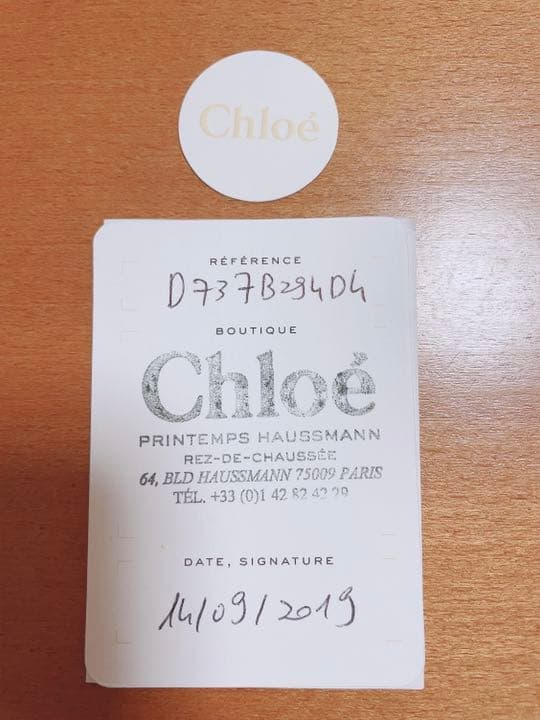 Chloé
RÉFÉRENCE
D737B294D4
BOUTIQUE
Chloé
PRINTEMPS HAUSSMANN
REZ-DE-CHAUSSÉE
64, BLD HAUSSMANN 75009 PARIS
TÉL. +33 (0)1 42 82 42 29
DATE, SIGNATURE
14/09/2019